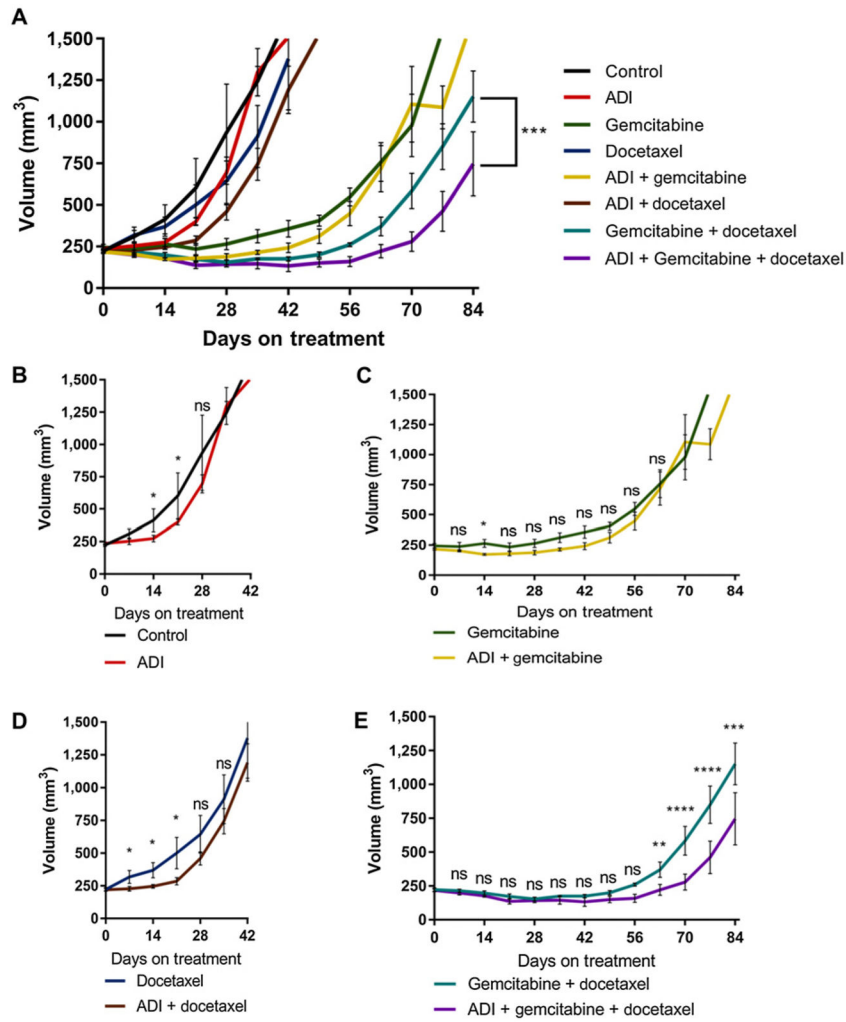 A
Volume (mm3)
1,500
1,250
1,000
750
500
250
0
0 14 28 42 56 70 84
Days on treatment
Control
ADI
Gemcitabine
Docetaxel
ADI + gemcitabine
ADI + docetaxel
Gemcitabine + docetaxel
ADI + Gemcitabine + docetaxel
***
B
Volume (mm3)
1,500
1,250
1,000
750
500
250
0
* * ns
0 14 28 42
Days on treatment
Control
ADI
C
Volume (mm3)
1,500
1,250
1,000
750
500
250
0
ns * ns ns ns ns ns ns ns
0 14 28 42 56 70 84
Days on treatment
Gemcitabine
ADI + gemcitabine
D
Volume (mm3)
1,500
1,250
1,000
750
500
250
0
* * * ns ns
0 14 28 42
Days on treatment
Docetaxel
ADI + docetaxel
E
Volume (mm3)
1,500
1,250
1,000
750
500
250
0
ns ns ns ns ns ns ns ns ** **** **** ***
0 14 28 42 56 70 84
Days on treatment
Gemcitabine + docetaxel
ADI + gemcitabine + docetaxel